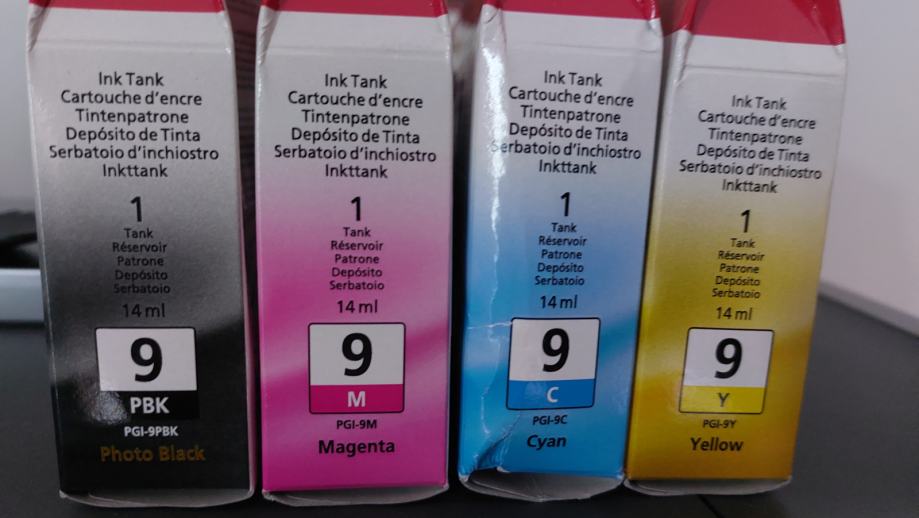 Ink Tank
Cartouche d'encre
Tintenpatrone
Depósito de Tinta
Serbatoio d'inchiostro
Inkttank
1
Tank
Réservoir
Patrone
Depósito
Serbatoio
14 ml
9
PBK
PGI-9PBK
Photo Black
Ink Tank
Cartouche d'encre
Tintenpatrone
Depósito de Tinta
Serbatoio d'inchiostro
Inkttank
1
Tank
Réservoir
Patrone
Depósito
Serbatoio
14 ml
9
M
PGI-9M
Magenta
Ink Tank
Cartouche d'encre
Tintenpatrone
Depósito de Tinta
Serbatoio d'inchiostro
Inkttank
1
Tank
Réservoir
Patrone
Depósito
Serbatoio
14 ml
9
C
PGI-9C
Cyan
Ink Tank
Cartouche d'encre
Tintenpatrone
Depósito de Tinta
Serbatoio d'inchiostro
Inkttank
1
Tank
Réservoir
Patrone
Depósito
Serbatoio
14 ml
9
Y
PGI-9Y
Yellow